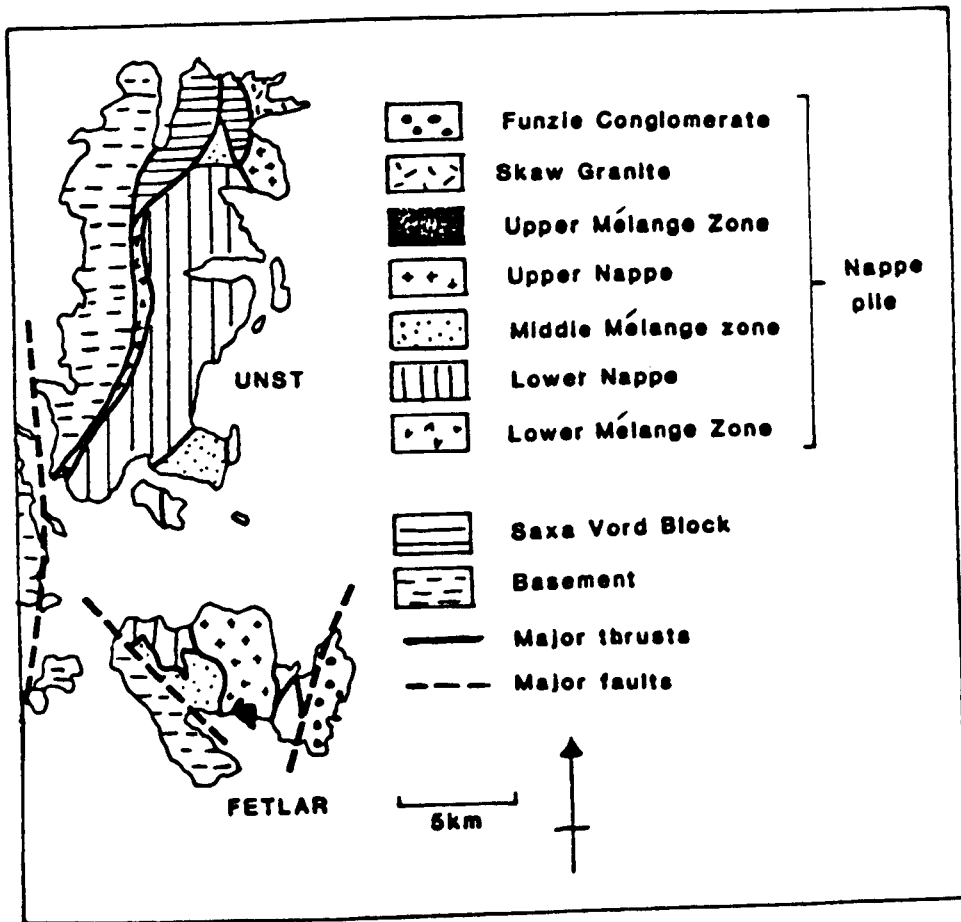 Funzie Conglomerate
Skaw Granite
Upper Mélange Zone
Upper Nappe
Middle Mélange zone
Lower Nappe
Lower Mélange Zone
Nappe
pile
Saxa Vord Block
Basement
Major thrusts
Major faults
UNST
FETLAR
5km